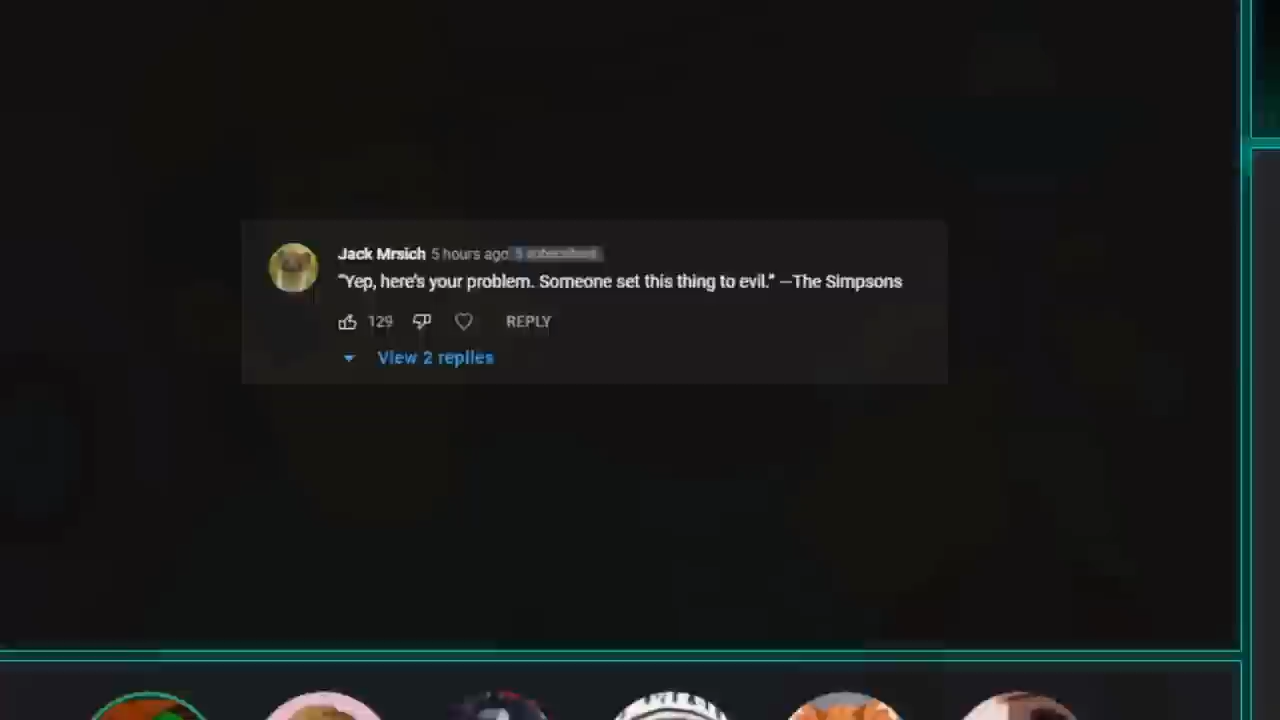 Jack Mrsich 5 hours ago
“Yep, here's your problem. Someone set this thing to evil.” —The Simpsons
129 REPLY
View 2 replies